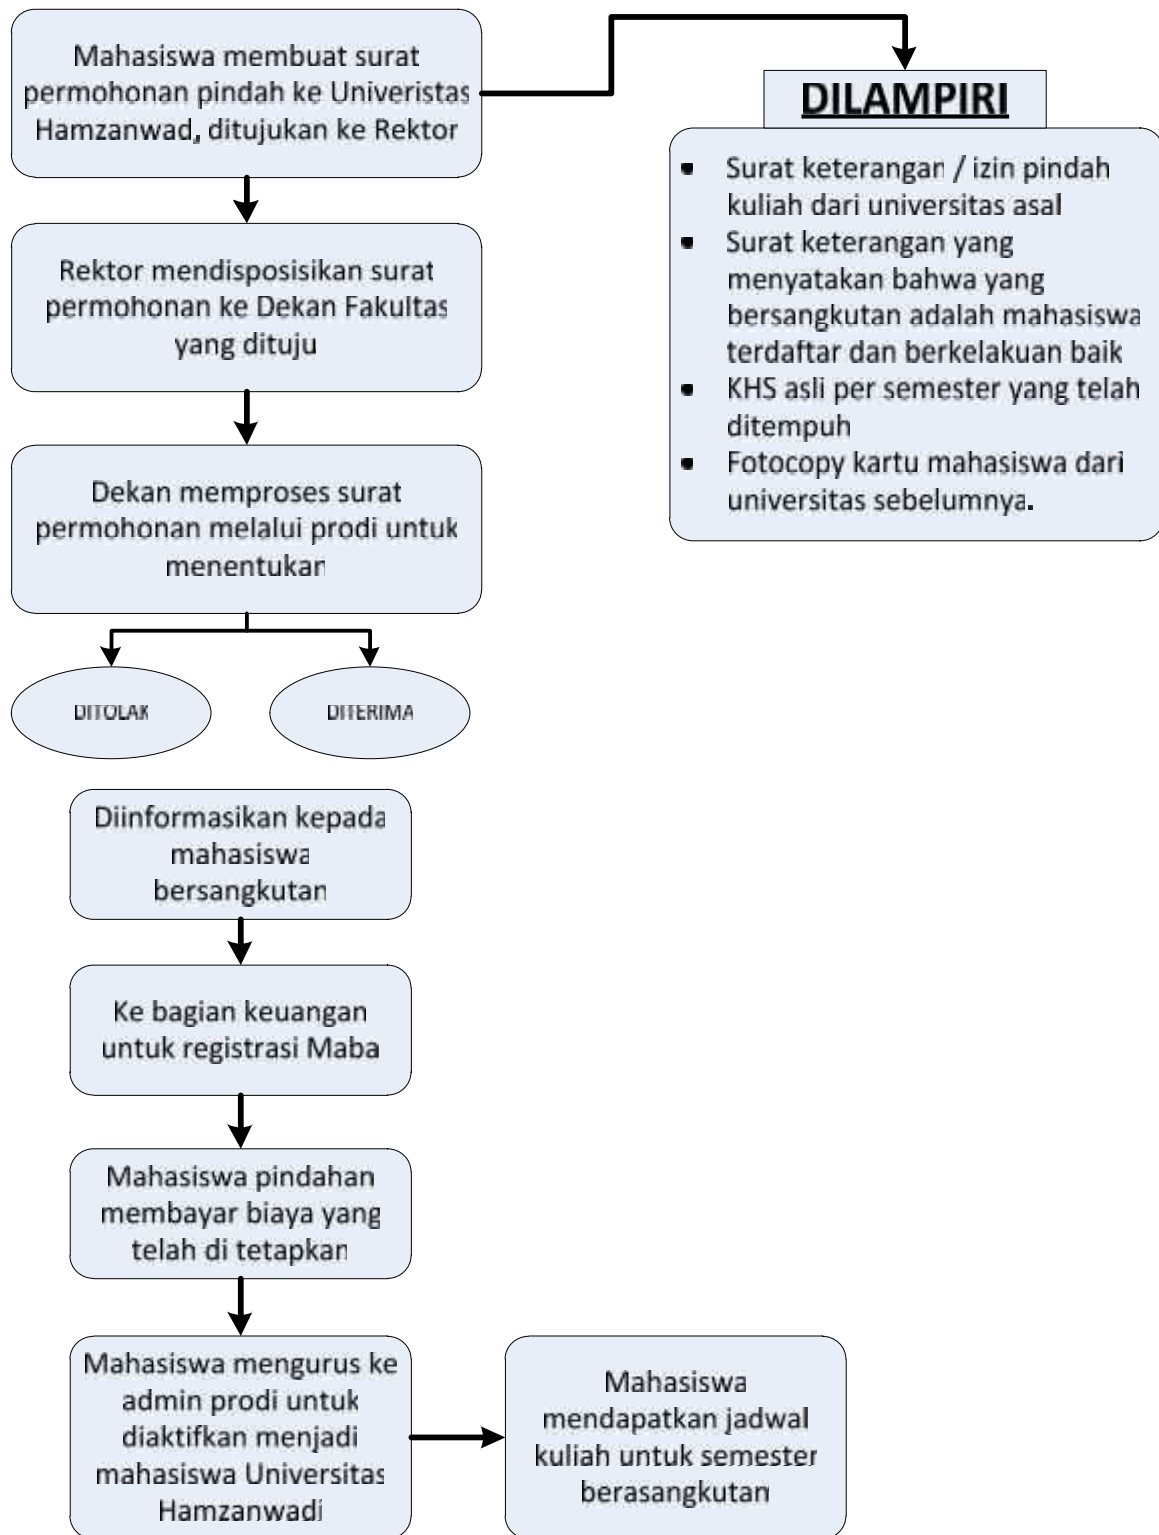 Mahasiswa membuat surat
permohonan pindah ke Univeristas
Hamzanwad, ditujukan ke Rektor
DILAMPIRI
▪ Surat keterangan / izin pindah
kuliah dari universitas asal
▪ Surat keterangan yang
menyatakan bahwa yang
bersangkutan adalah mahasiswa
terdaftar dan berkelakuan baik
▪ KHS asli per semester yang telah
ditempuh
▪ Fotocopy kartu mahasiswa dari
universitas sebelumnya.
Rektor mendisposisikan surat
permohonan ke Dekan Fakultas
yang dituju
Dekan memproses surat
permohonan melalui prodi untuk
menentukan
DITOLAK
DITERIMA
Diinformasikan kepada
mahasiswa
bersangkutan
Ke bagian keuangan
untuk registrasi Maba
Mahasiswa pindahan
membayar biaya yang
telah di tetapkan
Mahasiswa mengurus ke
admin prodi untuk
diaktifkan menjadi
mahasiswa Universitas
Hamzanwadi
Mahasiswa
mendapatkan jadwal
kuliah untuk semester
berasangkutan